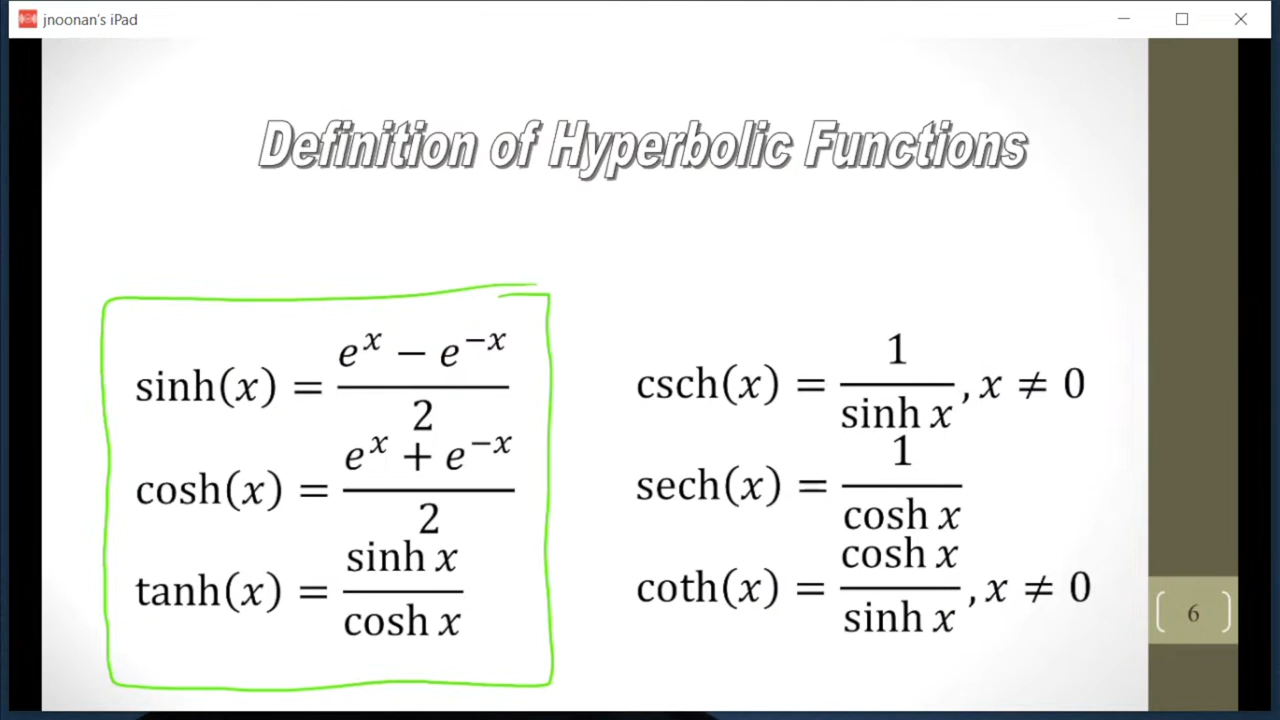 jnoonan's iPad
Definition of Hyperbolic Functions
sinh(x) = (e^x − e^−x)/2
cosh(x) = (e^x + e^−x)/2
tanh(x) = sinh x/cosh x
csch(x) = 1/sinh x, x ≠ 0
sech(x) = 1/cosh x
coth(x) = cosh x/sinh x, x ≠ 0
6